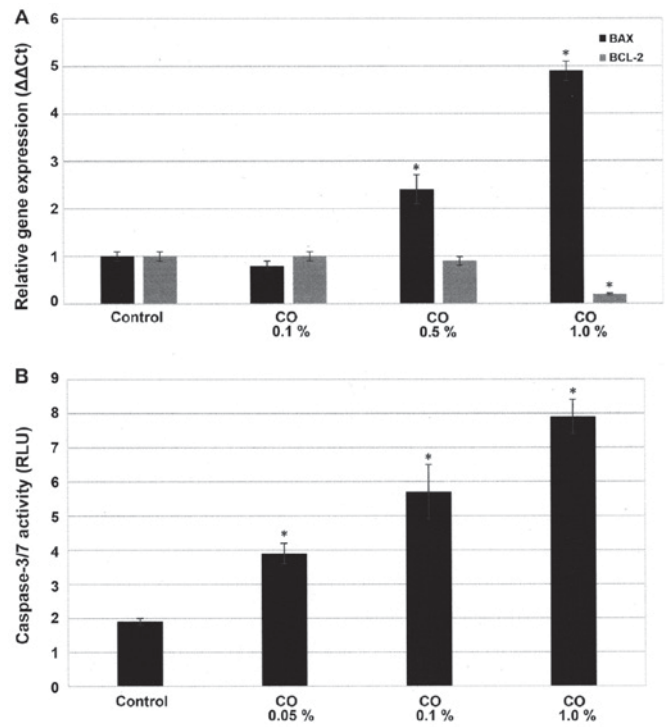 A
Relative gene expression (ΔΔCt)
6
5
4
3
2
1
0
*
*
*
BAX
BCL-2
Control
CO
0.1 %
CO
0.5 %
CO
1.0 %
B
Caspase-3/7 activity (RLU)
9
8
7
6
5
4
3
2
1
0
*
*
*
Control
CO
0.05 %
CO
0.1 %
CO
1.0 %